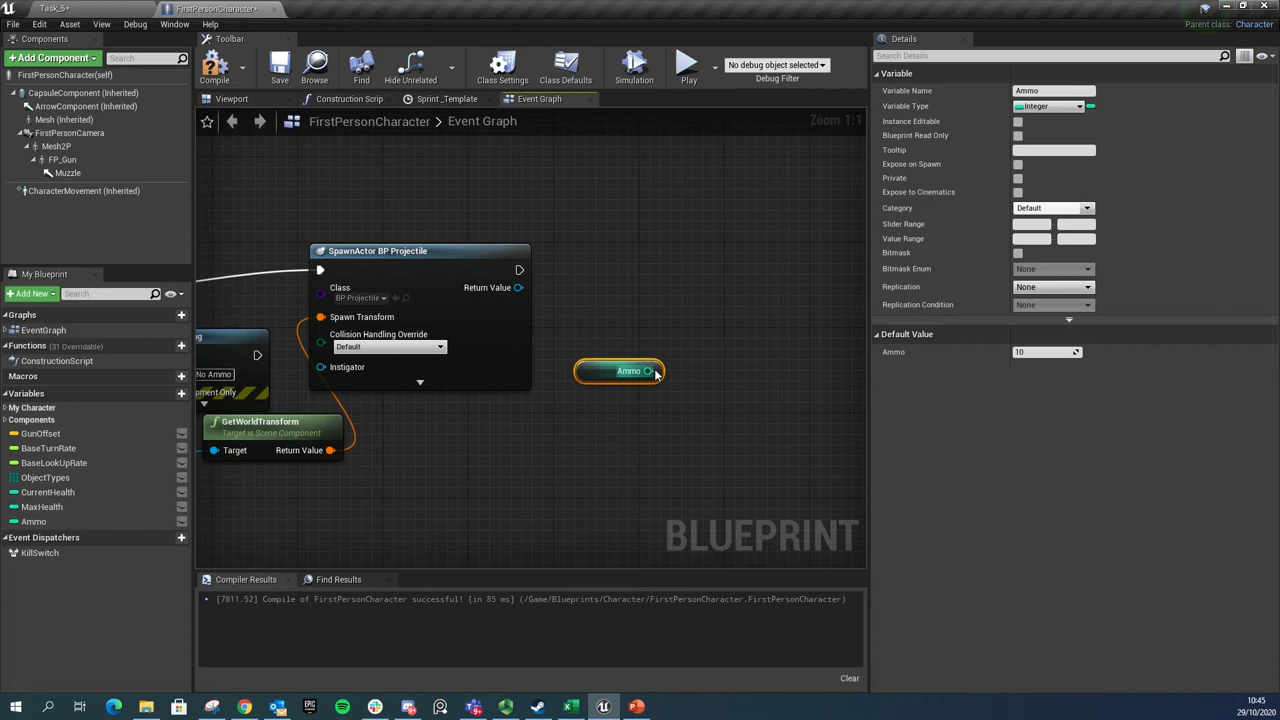 Task_5*
FirstPersonCharacter*
File Edit Asset View Debug Window Help
Parent class: Character
Components
+Add Component
Search
FirstPersonCharacter(self)
CapsuleComponent (Inherited)
ArrowComponent (Inherited)
Mesh (Inherited)
FirstPersonCamera
Mesh2P
FP_Gun
Muzzle
CharacterMovement (Inherited)
My Blueprint
+Add New
Search
Graphs
EventGraph
Functions (31 Overridable)
ConstructionScript
Macros
Variables
My Character
Components
GunOffset
BaseTurnRate
BaseLookUpRate
ObjectTypes
CurrentHealth
MaxHealth
Ammo
Event Dispatchers
KillSwitch
Toolbar
Compile Save Browse Find Hide Unrelated Class Settings Class Defaults Simulation Play
No debug object selected
Debug Filter
Viewport Construction Scrip Sprint_Template Event Graph
FirstPersonCharacter > Event Graph
Zoom 1:1
SpawnActor BP Projectile
Class
BP Projectile
Return Value
Spawn Transform
Collision Handling Override
Default
Instigator
No Ammo
GetWorldTransform
Target is Scene Component
Target Return Value
Ammo
BLUEPRINT
Compiler Results Find Results
[7811.52] Compile of FirstPersonCharacter successful! [in 85 ms] (/Game/Blueprints/Character/FirstPersonCharacter.FirstPersonCharacter)
Clear
Details
Search Details
Variable
Variable Name Ammo
Variable Type Integer
Instance Editable
Blueprint Read Only
Tooltip
Expose on Spawn
Private
Expose to Cinematics
Category Default
Slider Range
Value Range
Bitmask
Bitmask Enum None
Replication None
Replication Condition None
Default Value
Ammo 10
10:45
29/10/2020